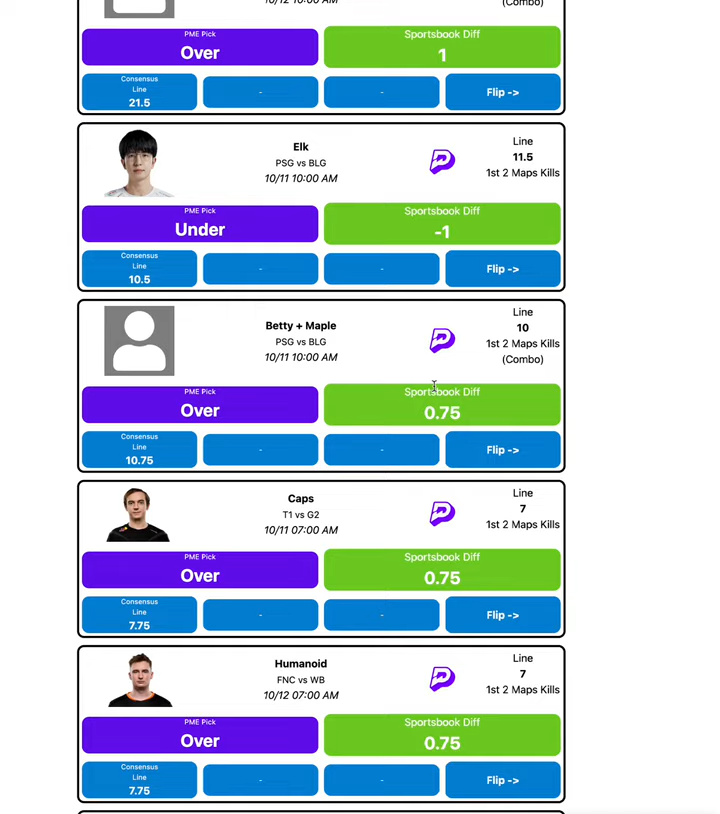 10/12 10:00 AM
(Combo)
PME Pick
Over
Sportsbook Diff
1
Consensus
Line
21.5
-
-
Flip ->
Elk
PSG vs BLG
10/11 10:00 AM
Line
11.5
1st 2 Maps Kills
PME Pick
Under
Sportsbook Diff
-1
Consensus
Line
10.5
-
-
Flip ->
Betty + Maple
PSG vs BLG
10/11 10:00 AM
Line
10
1st 2 Maps Kills
(Combo)
PME Pick
Over
Sportsbook Diff
0.75
Consensus
Line
10.75
-
-
Flip ->
Caps
T1 vs G2
10/11 07:00 AM
Line
7
1st 2 Maps Kills
PME Pick
Over
Sportsbook Diff
0.75
Consensus
Line
7.75
-
-
Flip ->
Humanoid
FNC vs WB
10/12 07:00 AM
Line
7
1st 2 Maps Kills
PME Pick
Over
Sportsbook Diff
0.75
Consensus
Line
7.75
-
-
Flip ->